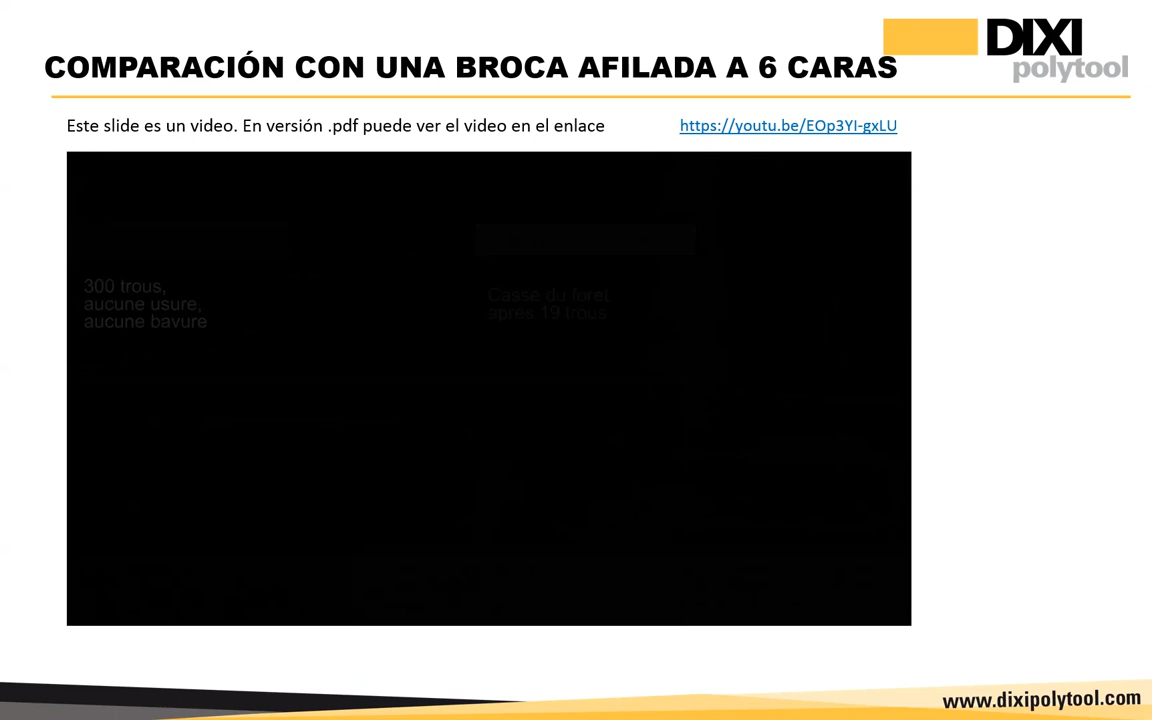 DIXI
polytool
COMPARACIÓN CON UNA BROCA AFILADA A 6 CARAS
Este slide es un video. En versión .pdf puede ver el video en el enlace
https://youtu.be/EOp3YI-gxLU
300 trous,
aucune usure,
aucune bavure
Casse du foret
après 19 trous
www.dixipolytool.com